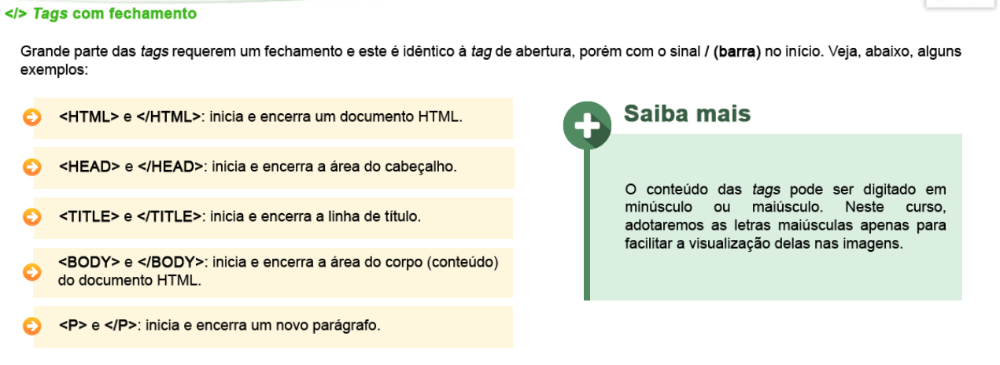 </> Tags com fechamento
Grande parte das tags requerem um fechamento e este é idêntico à tag de abertura, porém com o sinal / (barra) no início. Veja, abaixo, alguns
exemplos:
<HTML> e </HTML>: inicia e encerra um documento HTML.
<HEAD> e </HEAD>: inicia e encerra a área do cabeçalho.
<TITLE> e </TITLE>: inicia e encerra a linha de título.
<BODY> e </BODY>: inicia e encerra a área do corpo (conteúdo)
do documento HTML.
<P> e </P>: inicia e encerra um novo parágrafo.
Saiba mais
O conteúdo das tags pode ser digitado em
minúsculo ou maiúsculo. Neste curso,
adotaremos as letras maiúsculas apenas para
facilitar a visualização delas nas imagens.